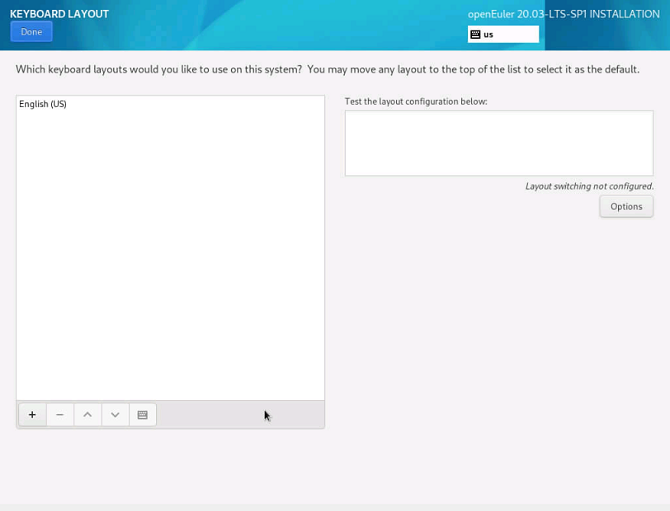 KEYBOARD LAYOUT
openEuler 20.03-LTS-SP1 INSTALLATION
Done
us
Which keyboard layouts would you like to use on this system? You may move any layout to the top of the list to select it as the default.
English (US)
Test the layout configuration below:
Layout switching not configured.
Options